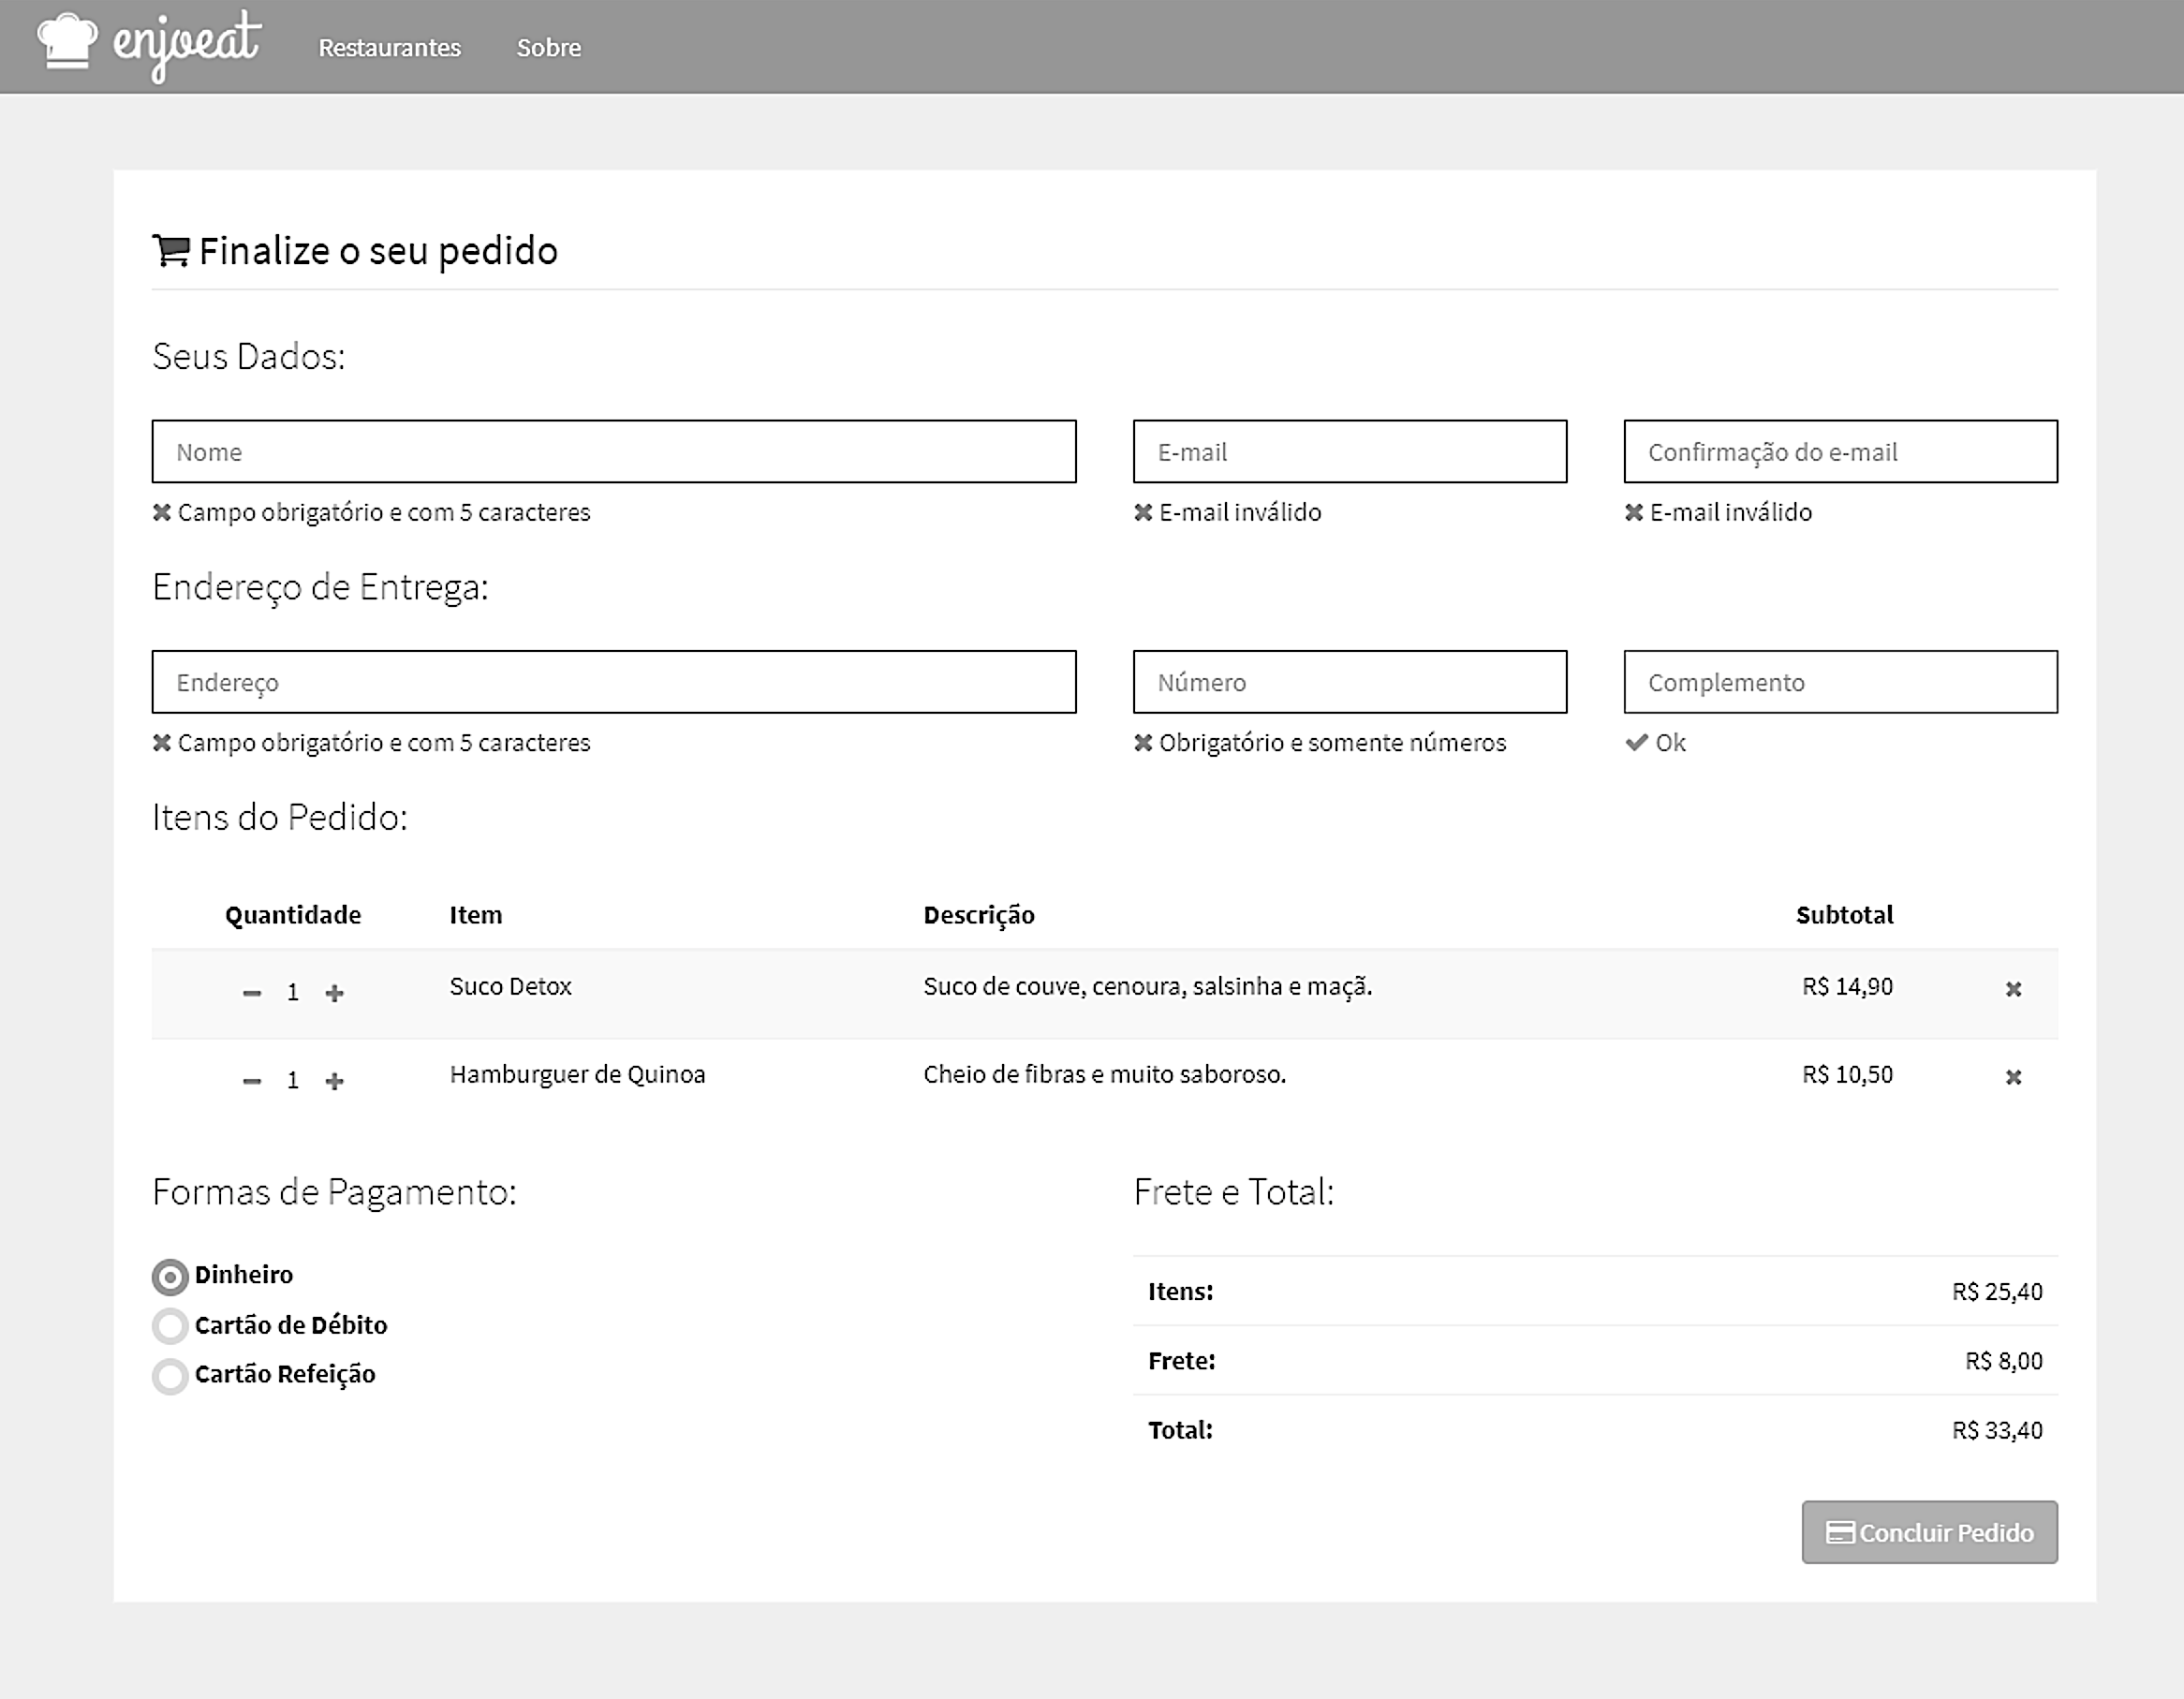 enjoeat Restaurantes Sobre
Finalize o seu pedido
Seus Dados:
Nome E-mail Confirmação do e-mail
Campo obrigatório e com 5 caracteres E-mail inválido E-mail inválido
Endereço de Entrega:
Endereço Número Complemento
Campo obrigatório e com 5 caracteres Obrigatório e somente números Ok
Itens do Pedido:
Quantidade Item Descrição Subtotal
1 Suco Detox Suco de couve, cenoura, salsinha e maçã. R$ 14,90
1 Hamburguer de Quinoa Cheio de fibras e muito saboroso. R$ 10,50
Formas de Pagamento:
Dinheiro
Cartão de Débito
Cartão Refeição
Frete e Total:
Itens: R$ 25,40
Frete: R$ 8,00
Total: R$ 33,40
Concluir Pedido